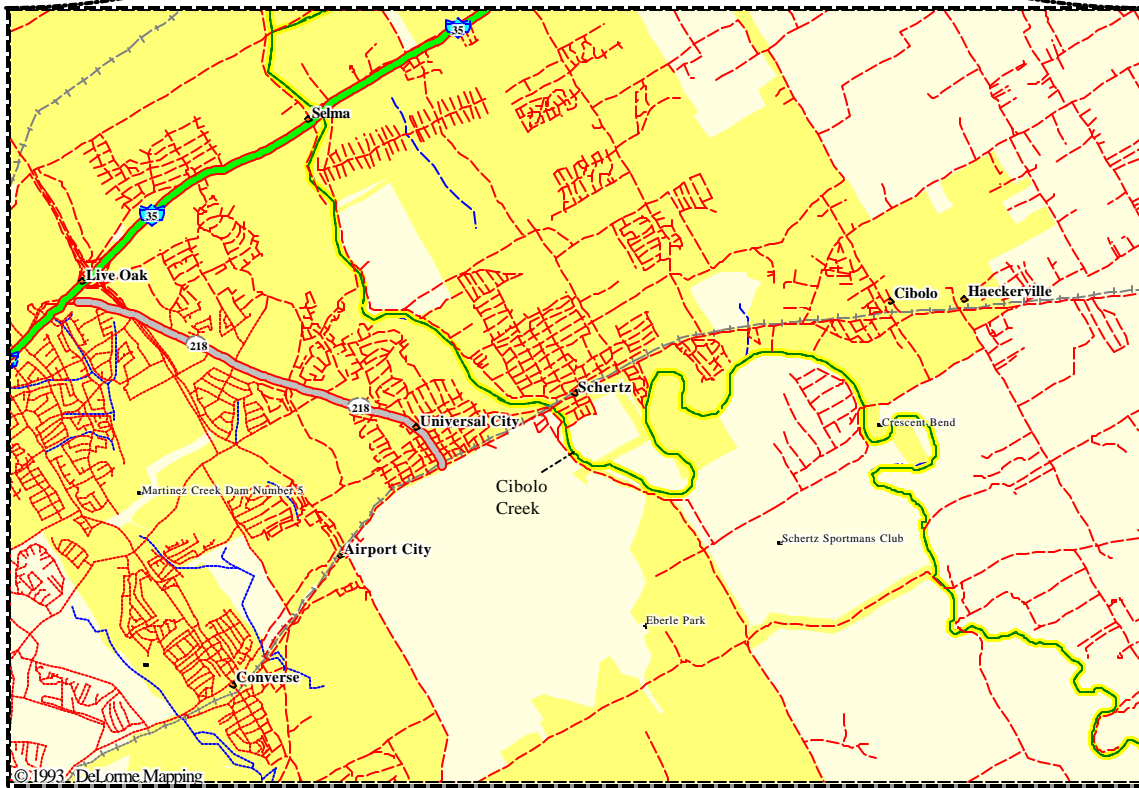 35
Selma
35
Live Oak
Cibolo
Haeckerville
218
Schertz
218
Universal City
Crescent Bend
Cibolo
Creek
Martinez Creek Dam Number 5
Schertz Sportmans Club
Airport City
Eberle Park
Converse
© 1993 DeLorme Mapping